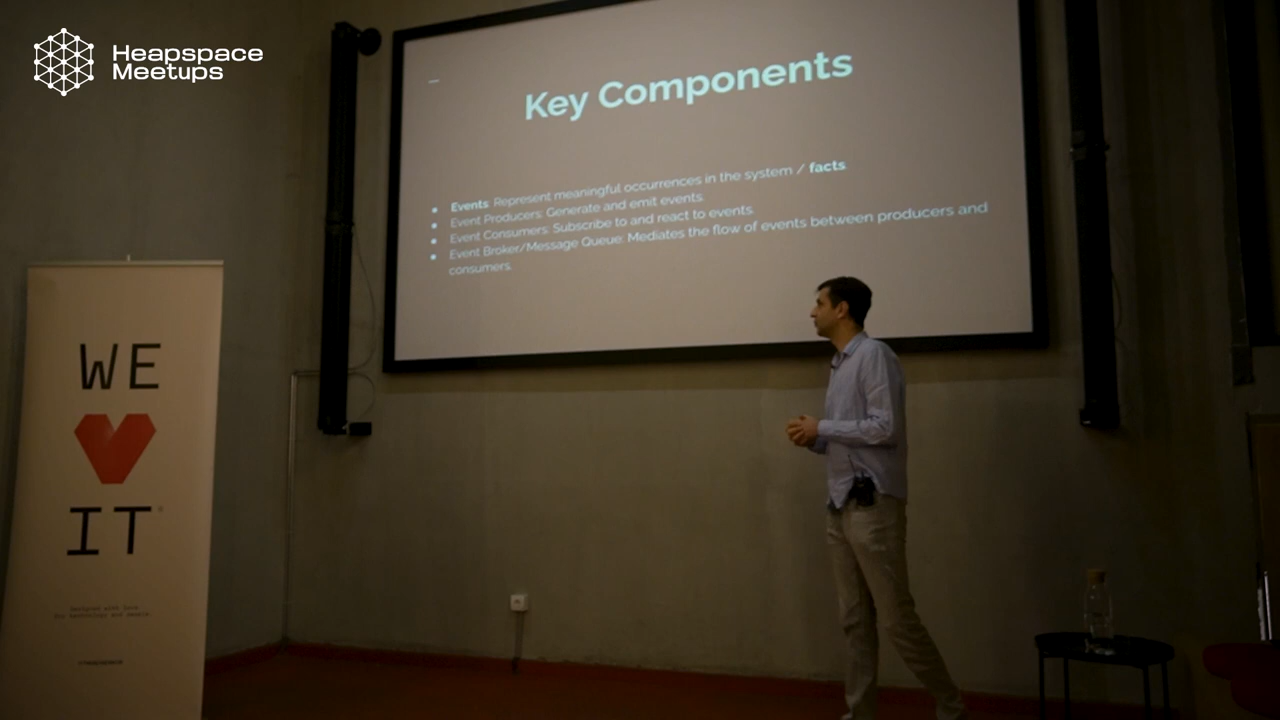 Heapspace
Meetups
Key Components
Events: Represent meaningful occurrences in the system / facts.
Event Producers: Generate and emit events.
Event Consumers: Subscribe to and react to events.
Event Broker/Message Queue: Mediates the flow of events between producers and
consumers.
WE
IT